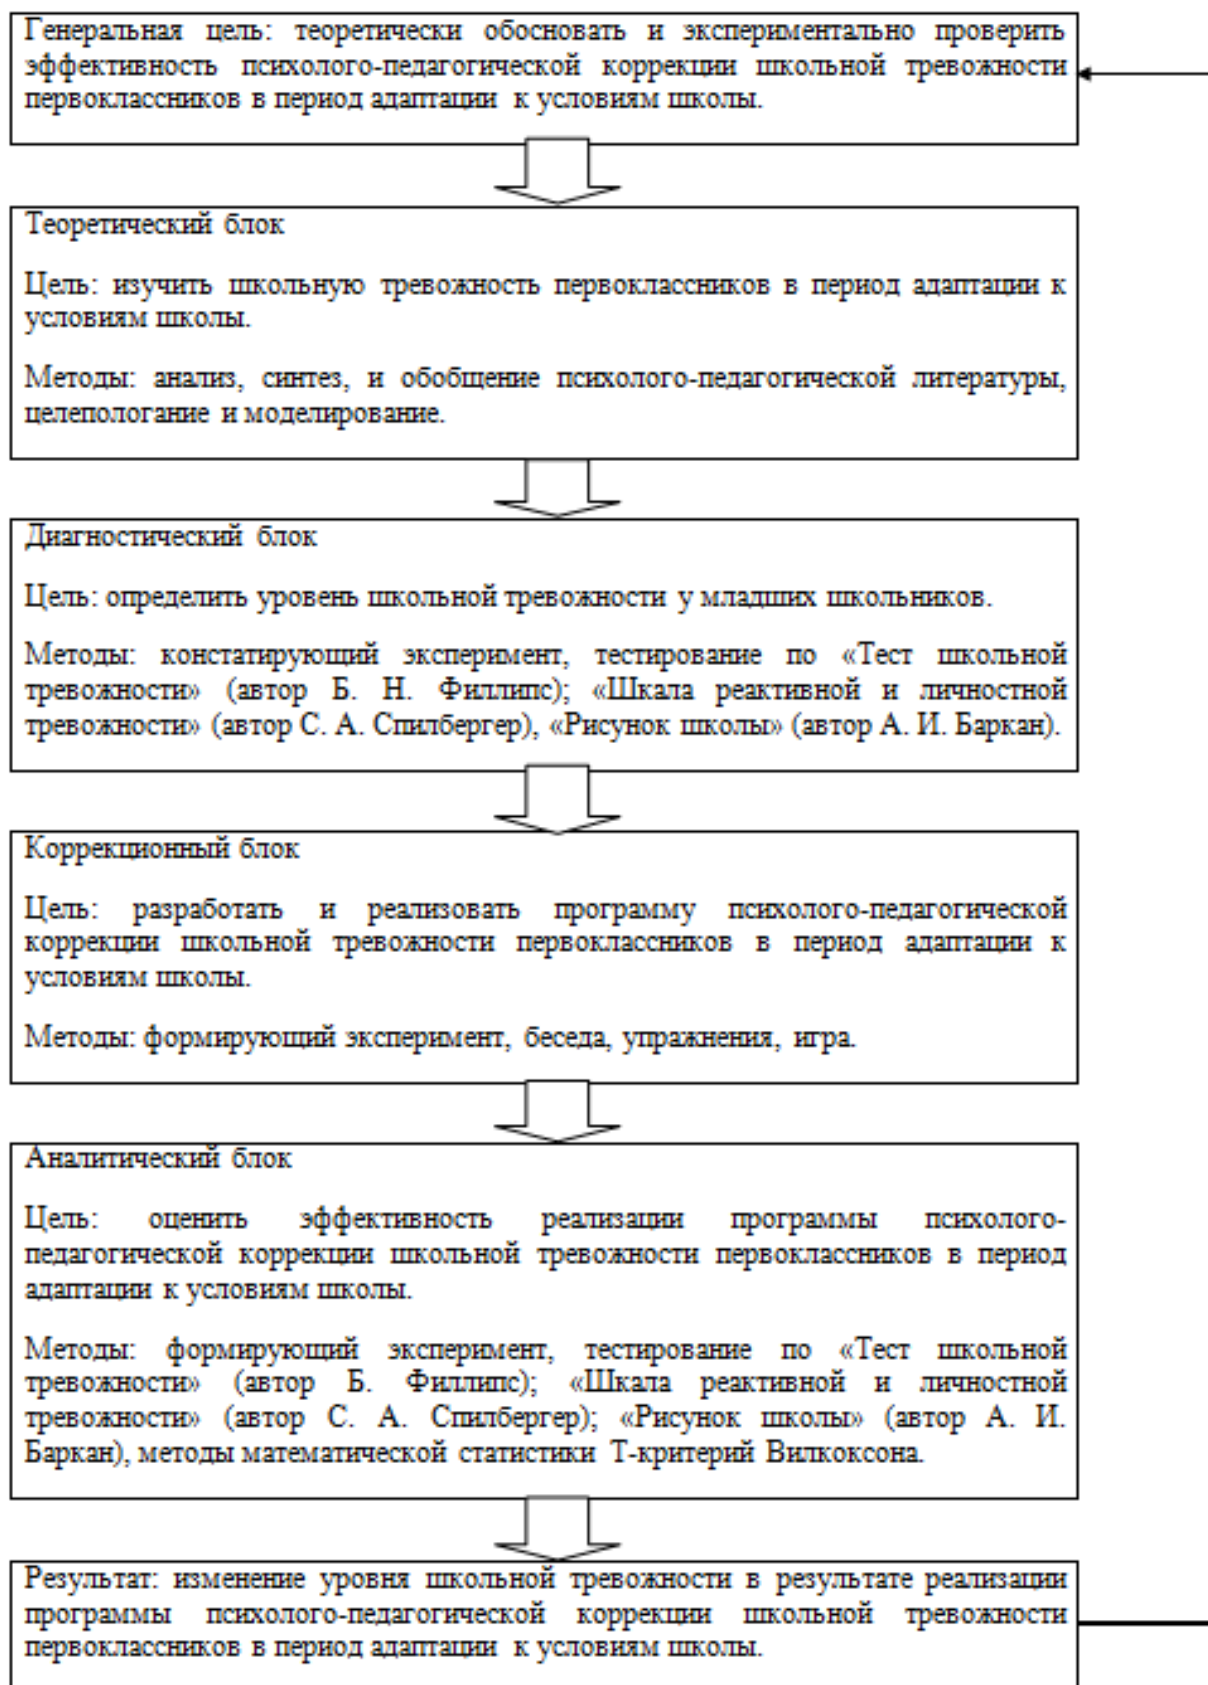 Генеральная цель: теоретически обосновать и экспериментально проверить
эффективность психолого-педагогической коррекции школьной тревожности
первоклассников в период адаптации к условиям школы.
Теоретический блок
Цель: изучить школьную тревожность первоклассников в период адаптации к
условиям школы.
Методы: анализ, синтез, и обобщение психолого-педагогической литературы,
целепологание и моделирование.
Диагностический блок
Цель: определить уровень школьной тревожности у младших школьников.
Методы: констатирующий эксперимент, тестирование по «Тест школьной
тревожности» (автор Б. Н. Филлипс); «Шкала реактивной и личностной
тревожности» (автор С. А. Спилбергер), «Рисунок школы» (автор А. И. Баркан).
Коррекционный блок
Цель: разработать и реализовать программу психолого-педагогической
коррекции школьной тревожности первоклассников в период адаптации к
условиям школы.
Методы: формирующий эксперимент, беседа, упражнения, игра.
Аналитический блок
Цель: оценить эффективность реализации программы психолого-
педагогической коррекции школьной тревожности первоклассников в период
адаптации к условиям школы.
Методы: формирующий эксперимент, тестирование по «Тест школьной
тревожности» (автор Б. Филлипс); «Шкала реактивной и личностной
тревожности» (автор С. А. Спилбергер); «Рисунок школы» (автор А. И.
Баркан), методы математической статистики Т-критерий Вилкоксона.
Результат: изменение уровня школьной тревожности в результате реализации
программы психолого-педагогической коррекции школьной тревожности
первоклассников в период адаптации к условиям школы.